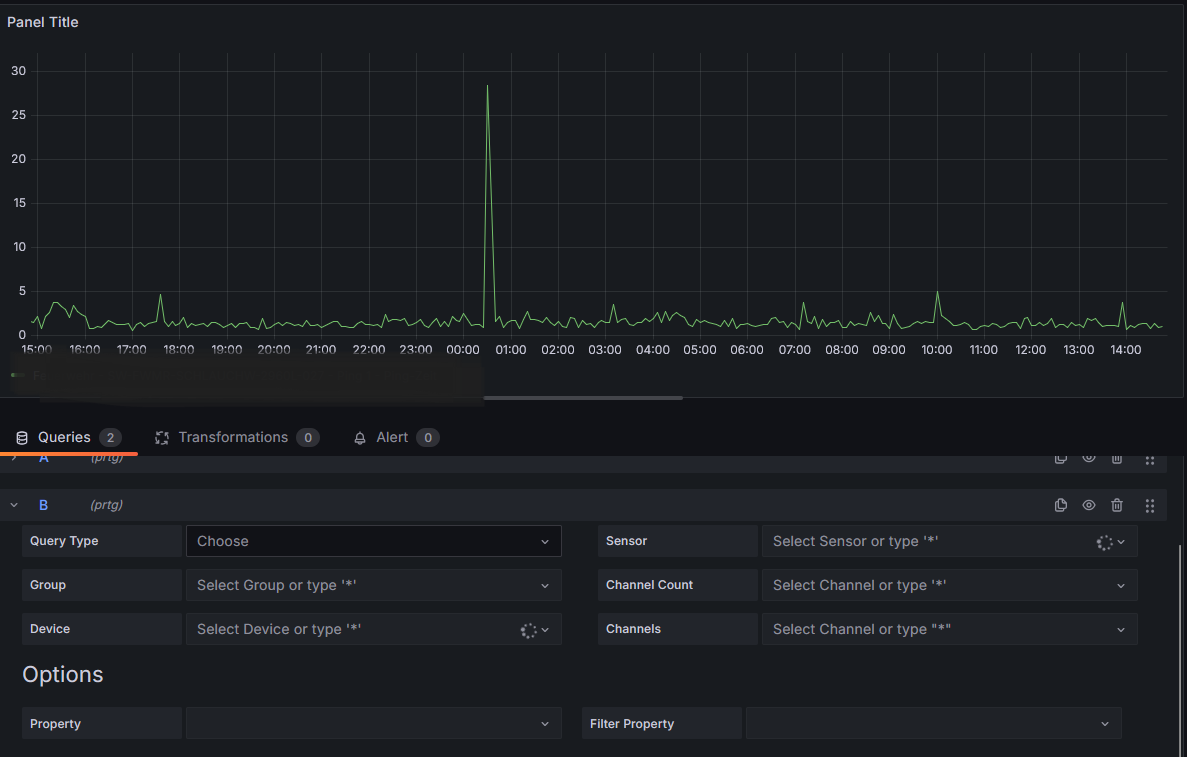 Panel Title
30
25
20
15
10
5
0
15:00 16:00 17:00 18:00 19:00 20:00 21:00 22:00 23:00 00:00 01:00 02:00 03:00 04:00 05:00 06:00 07:00 08:00 09:00 10:00 11:00 12:00 13:00 14:00
Queries 2 Transformations 0 Alert 0
A (prtg)
B (prtg)
Query Type Choose Sensor Select Sensor or type '*'
Group Select Group or type '*' Channel Count Select Channel or type '*'
Device Select Device or type '*' Channels Select Channel or type "*"
Options
Property Filter Property